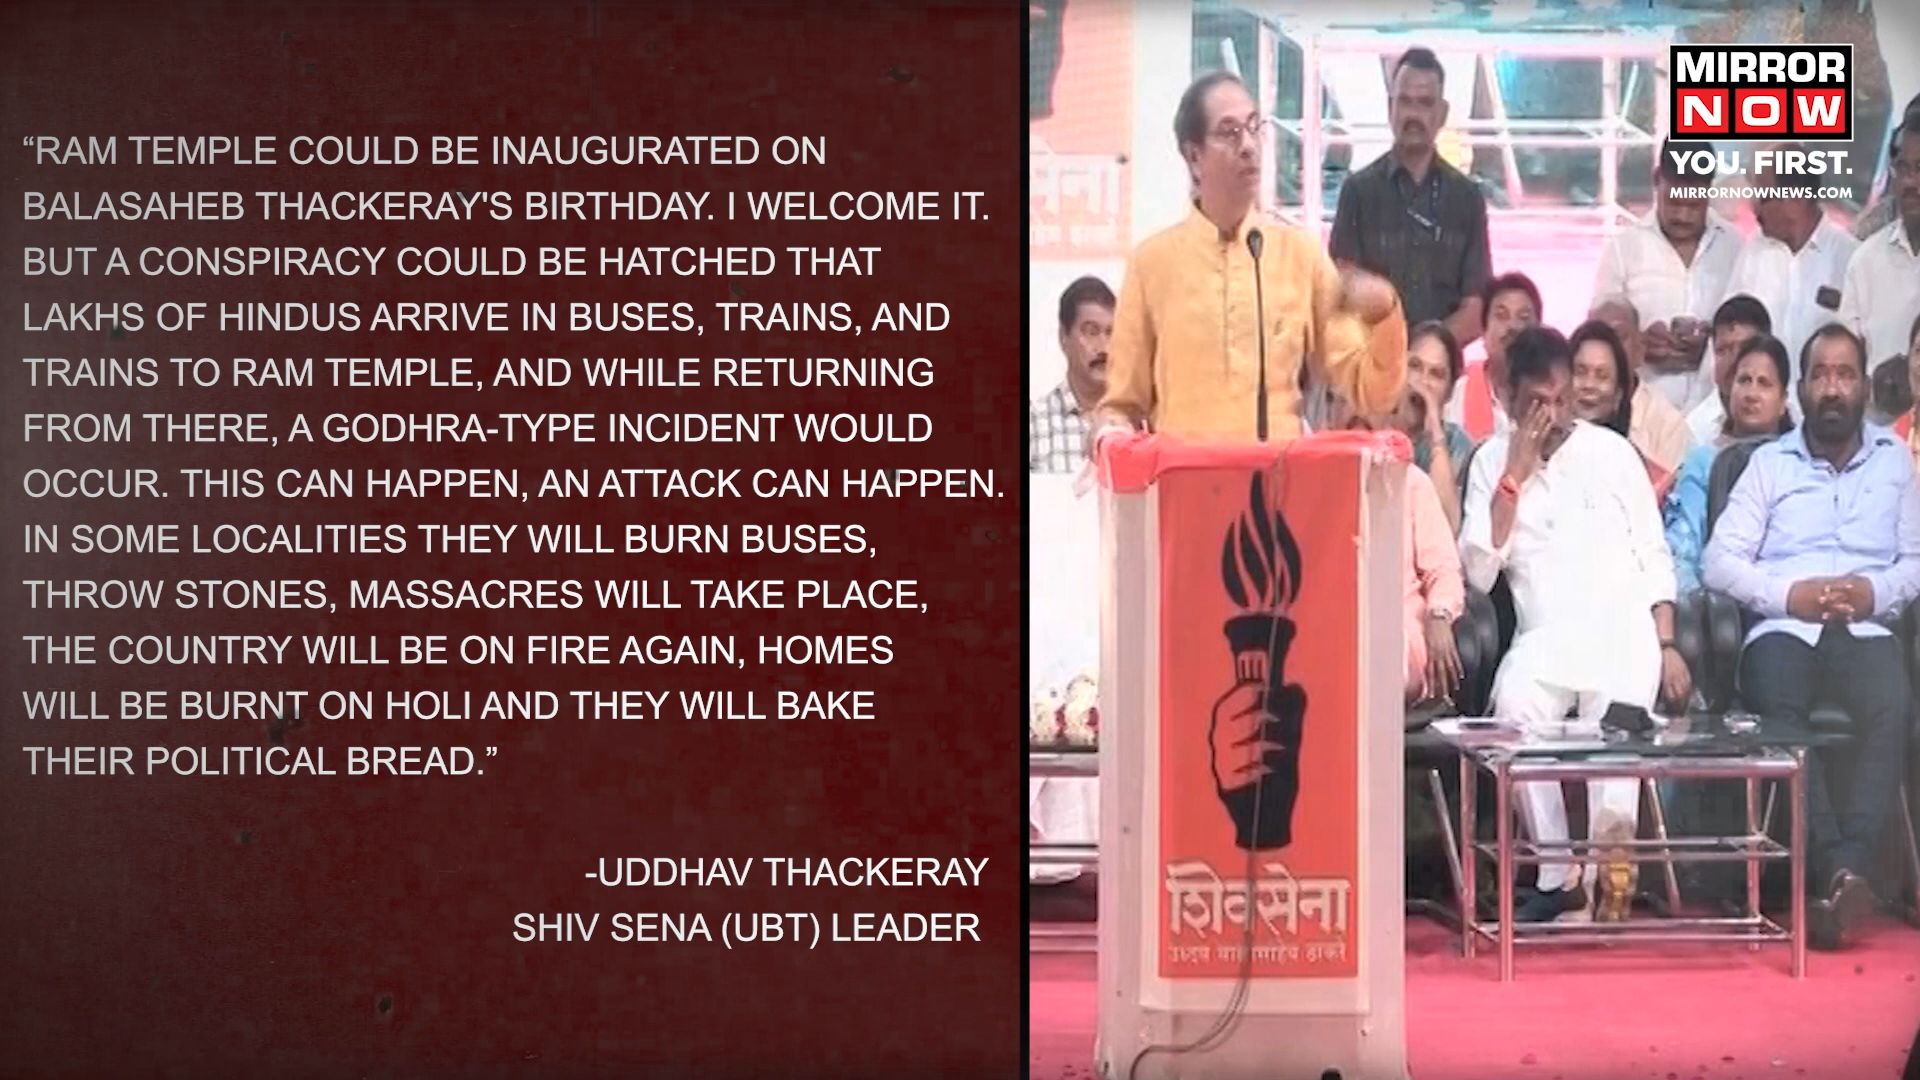 “RAM TEMPLE COULD BE INAUGURATED ON
BALASAHEB THACKERAY'S BIRTHDAY. I WELCOME IT.
BUT A CONSPIRACY COULD BE HATCHED THAT
LAKHS OF HINDUS ARRIVE IN BUSES, TRAINS, AND
TRAINS TO RAM TEMPLE, AND WHILE RETURNING
FROM THERE, A GODHRA-TYPE INCIDENT WOULD
OCCUR. THIS CAN HAPPEN, AN ATTACK CAN HAPPEN.
IN SOME LOCALITIES THEY WILL BURN BUSES,
THROW STONES, MASSACRES WILL TAKE PLACE,
THE COUNTRY WILL BE ON FIRE AGAIN, HOMES
WILL BE BURNT ON HOLI AND THEY WILL BAKE
THEIR POLITICAL BREAD.”
-UDDHAV THACKERAY
SHIV SENA (UBT) LEADER
MIRROR
NOW
YOU. FIRST.
MIRRORNOWNEWS.COM
शिवसेना
ठाकरे